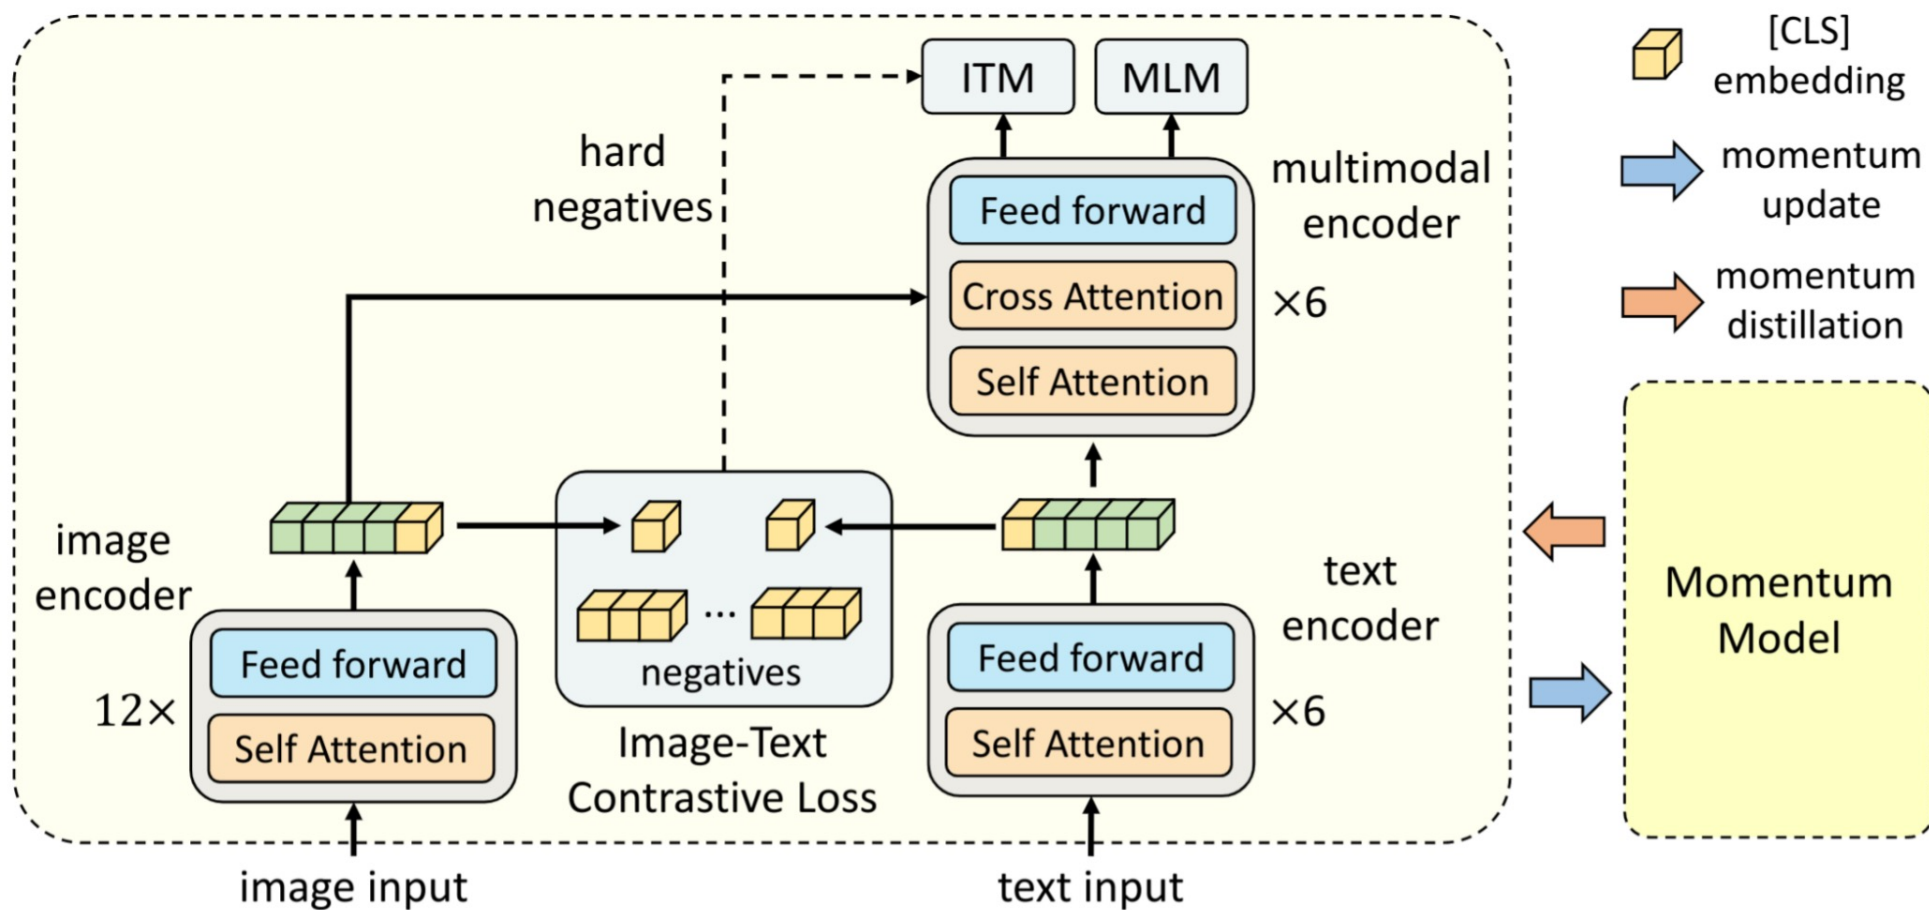 ITM
MLM
hard
negatives
multimodal
encoder
Feed forward
Cross Attention
×6
Self Attention
image
encoder
Feed forward
12×
Self Attention
...
negatives
Image-Text
Contrastive Loss
text
encoder
Feed forward
×6
Self Attention
image input
text input
[CLS]
embedding
momentum
update
momentum
distillation
Momentum
Model